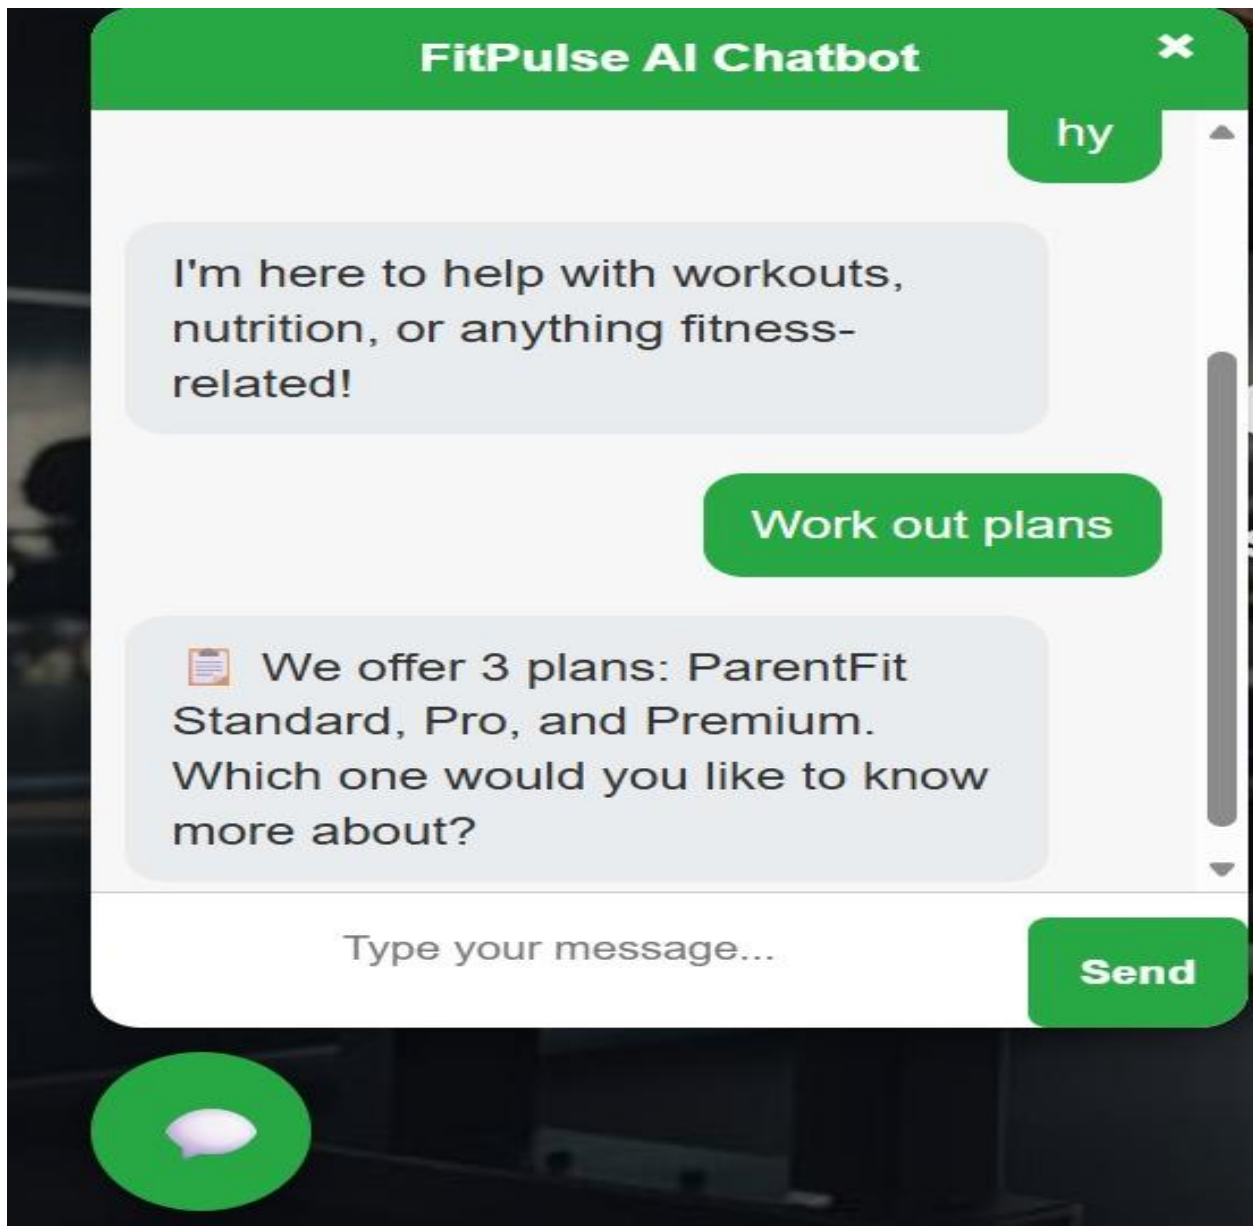 FitPulse AI Chatbot
hy
I'm here to help with workouts,
nutrition, or anything fitness-
related!
Work out plans
📋 We offer 3 plans: ParentFit
Standard, Pro, and Premium.
Which one would you like to know
more about?
Type your message...
Send